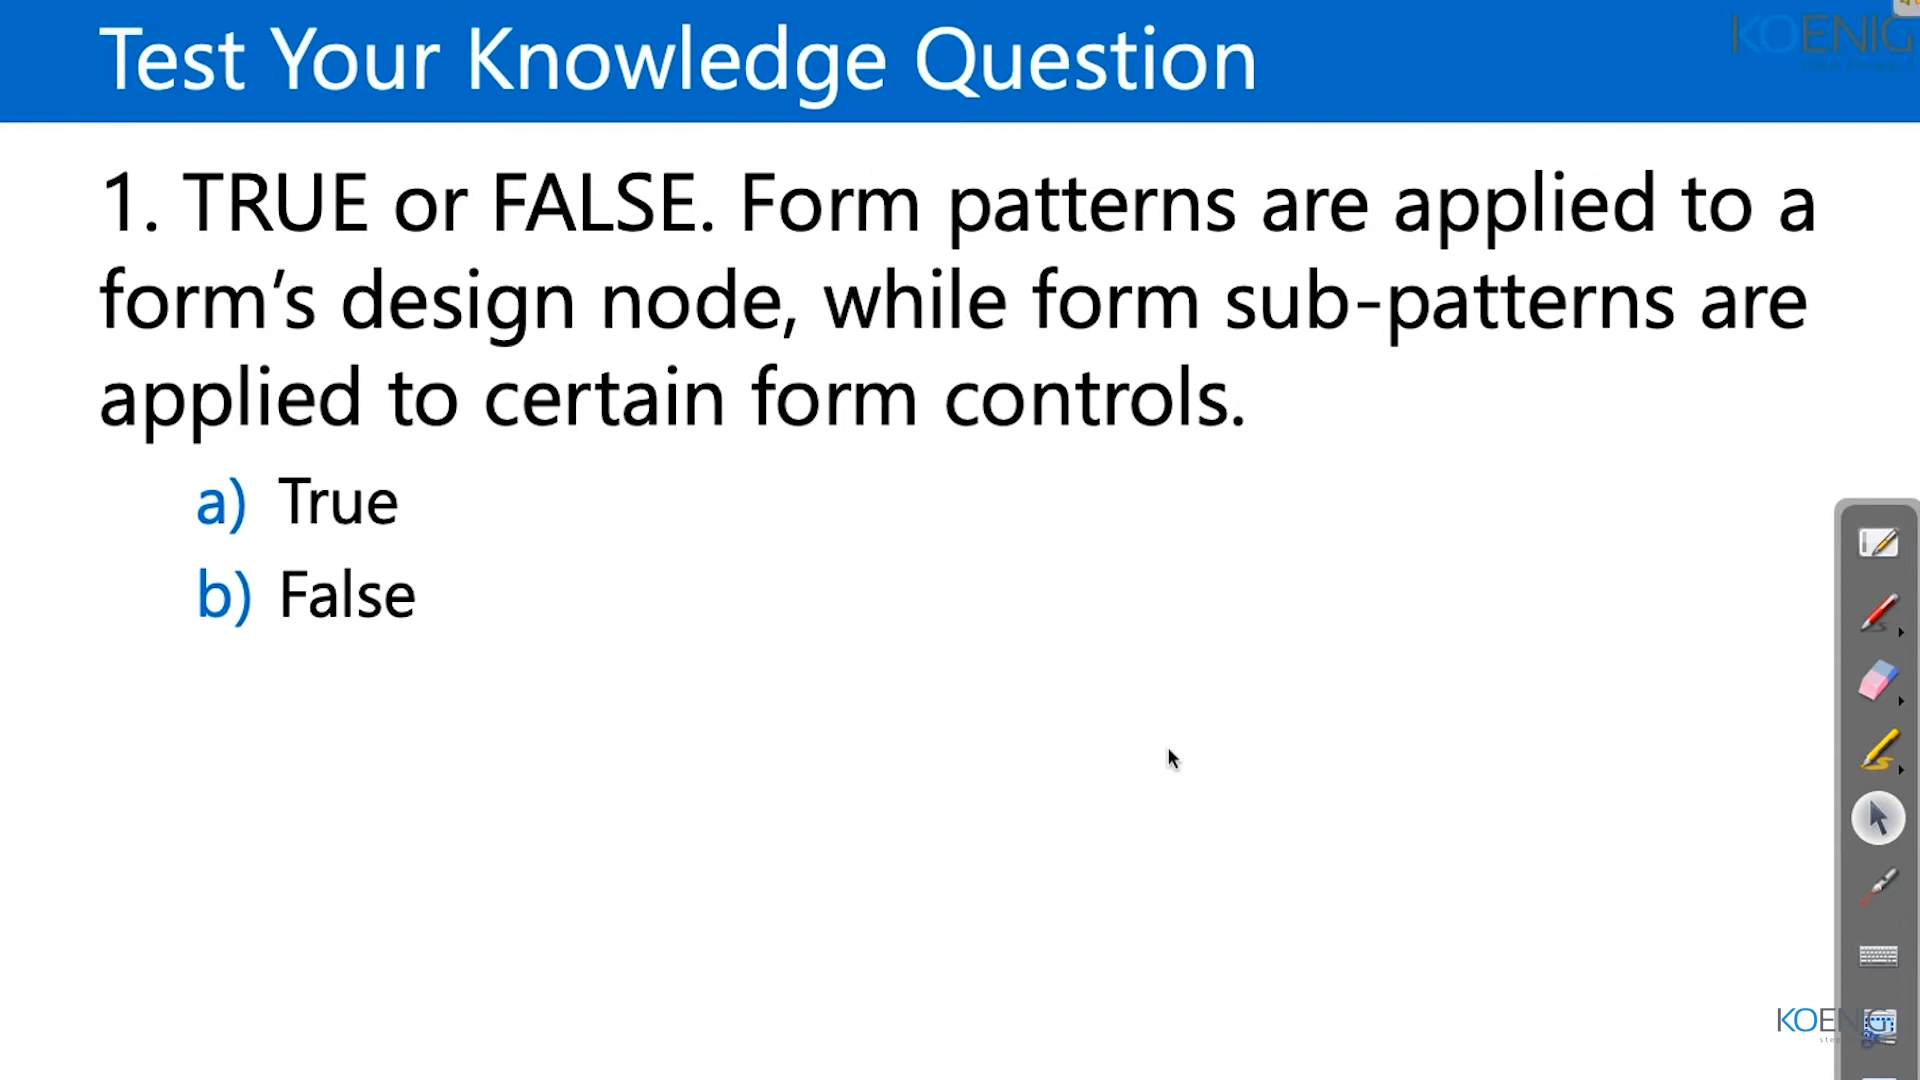 Test Your Knowledge Question
KOENIG
1. TRUE or FALSE. Form patterns are applied to a
form’s design node, while form sub-patterns are
applied to certain form controls.
a) True
b) False
KOENIG